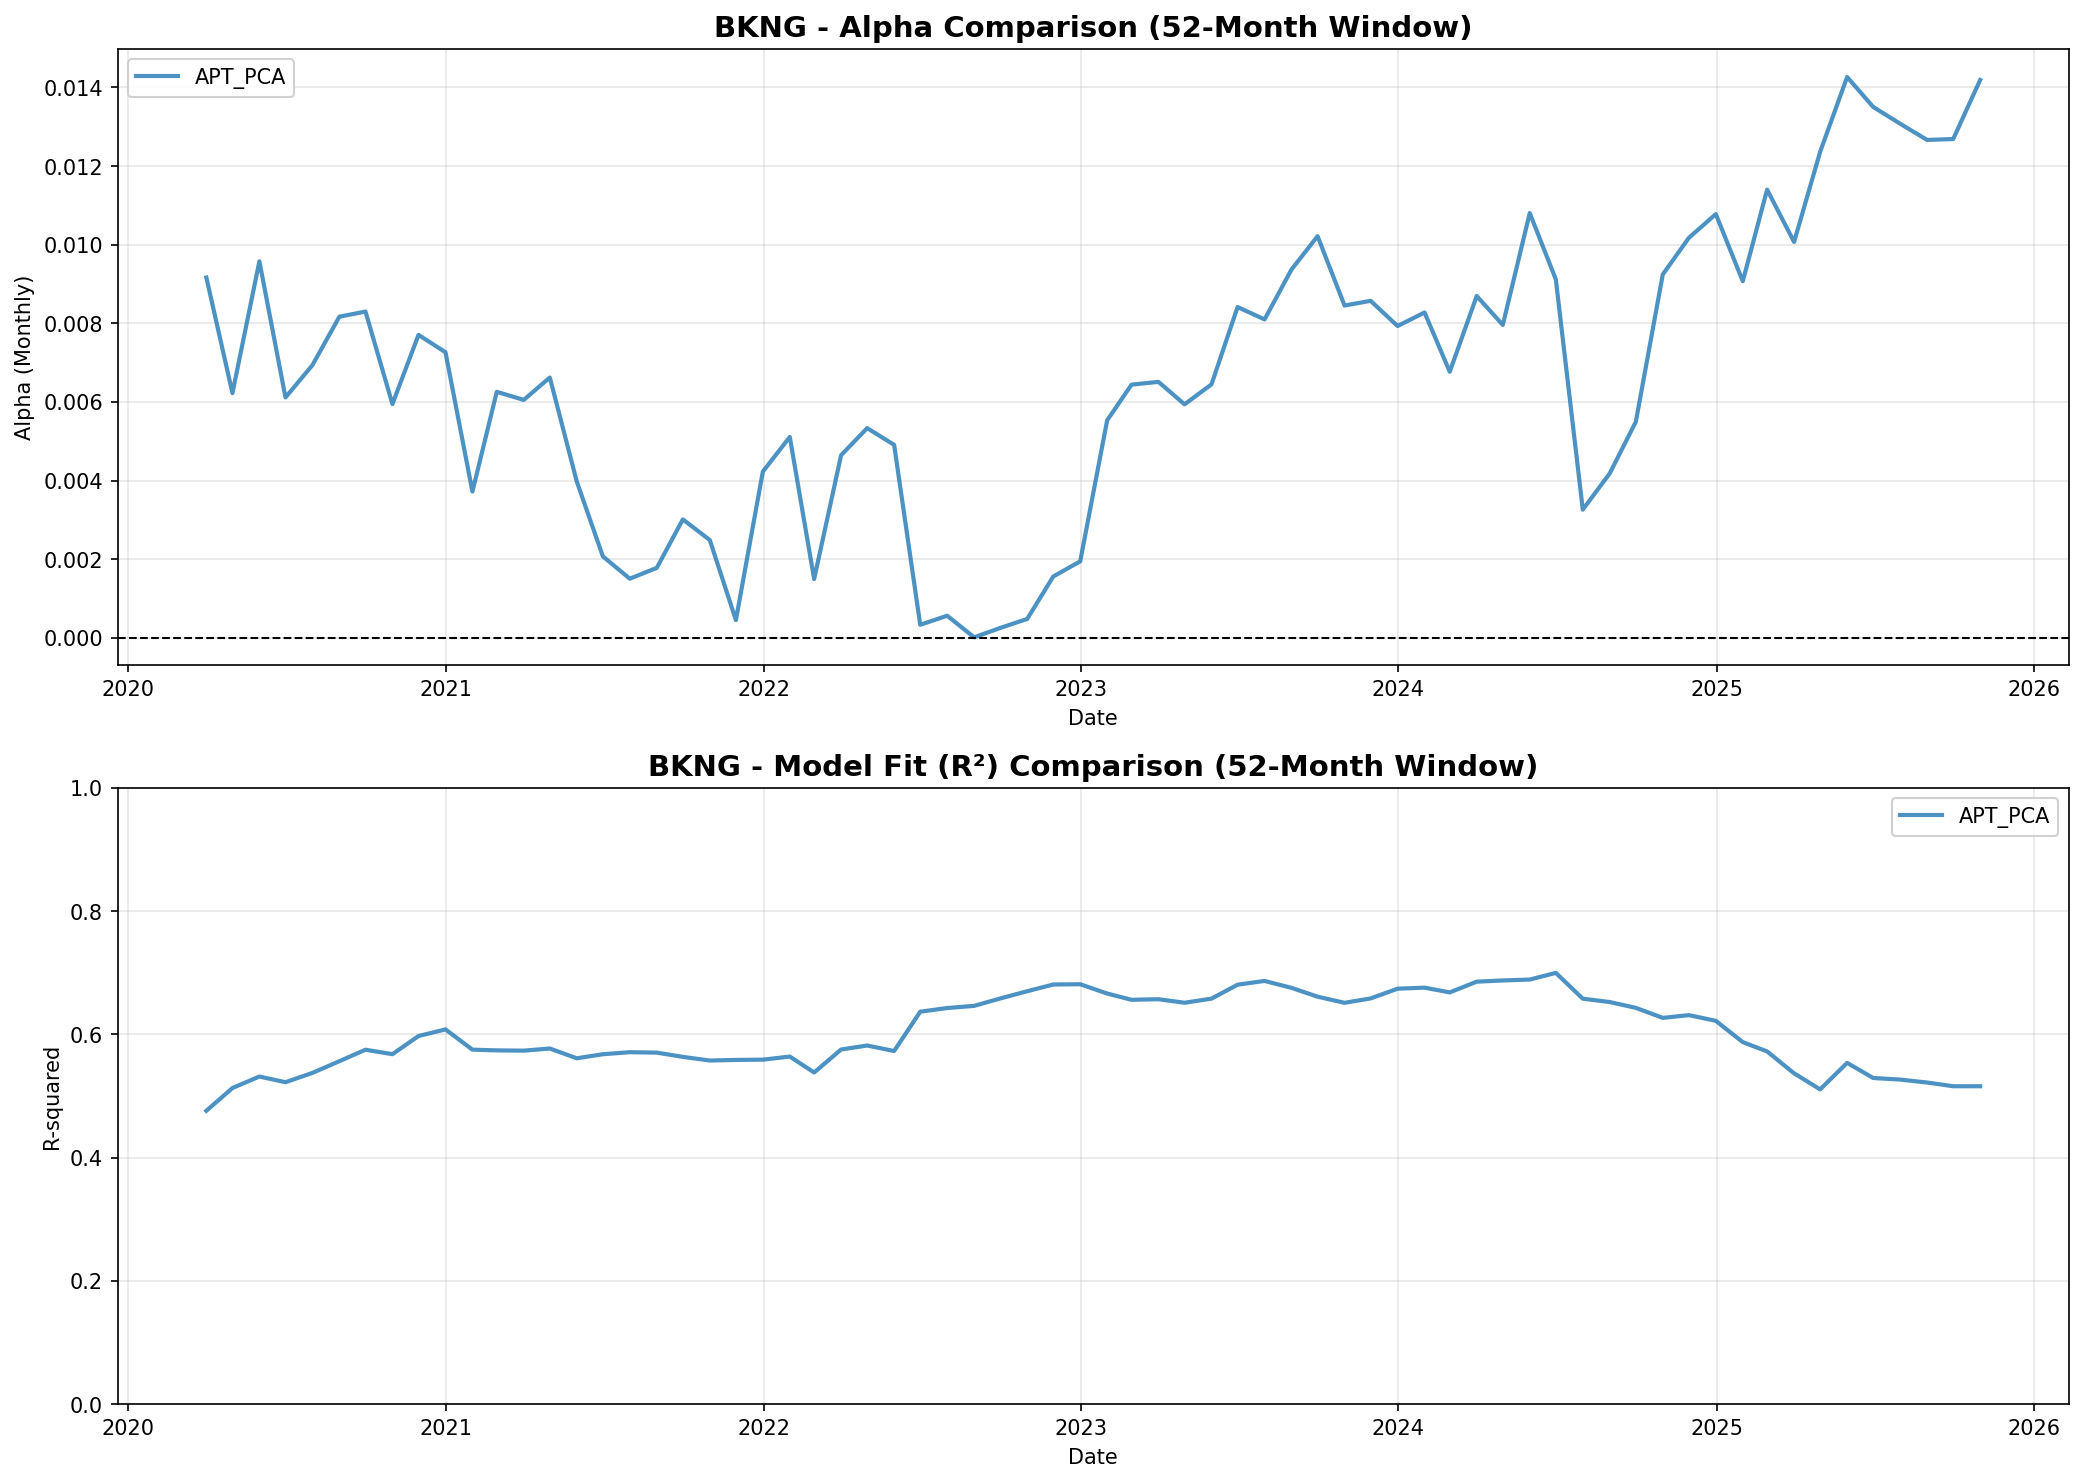 BKNG - Alpha Comparison (52-Month Window)
APT_PCA
Alpha (Monthly)
0.014
0.012
0.010
0.008
0.006
0.004
0.002
0.000
2020 2021 2022 2023 2024 2025 2026
Date
BKNG - Model Fit (R²) Comparison (52-Month Window)
APT_PCA
R-squared
1.0
0.8
0.6
0.4
0.2
0.0
2020 2021 2022 2023 2024 2025 2026
Date